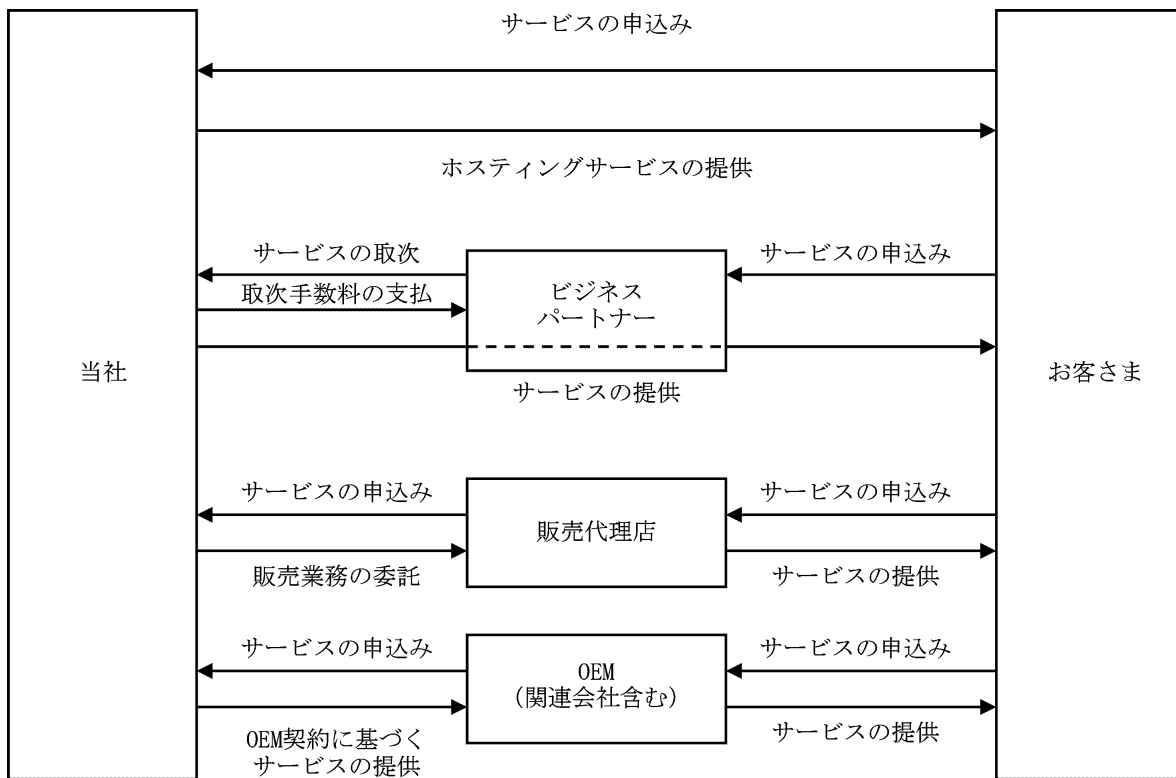 サービスの申込み
ホスティングサービスの提供
サービスの取次
サービスの申込み
取次手数料の支払
ビジネス
パートナー
当社
お客さま
サービスの提供
サービスの申込み
サービスの申込み
販売代理店
販売業務の委託
サービスの提供
サービスの申込み
サービスの申込み
OEM
(関連会社含む)
OEM契約に基づく
サービスの提供
サービスの提供